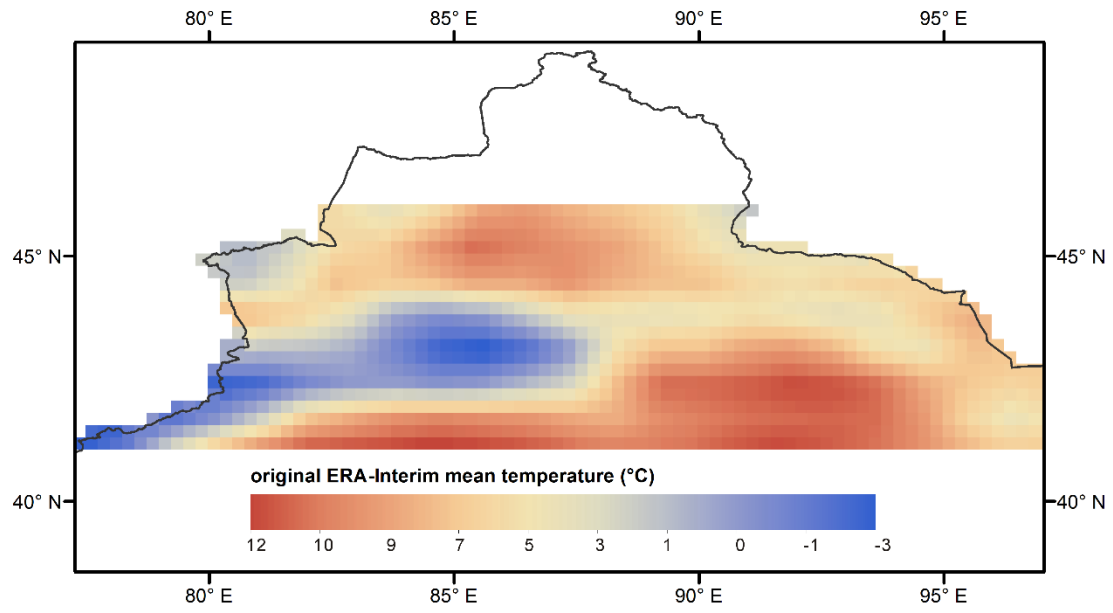 80° E 85° E 90° E 95° E
45° N 45° N
original ERA-Interim mean temperature (°C)
40° N 40° N
12 10 9 7 5 3 1 0 -1 -3
80° E 85° E 90° E 95° E